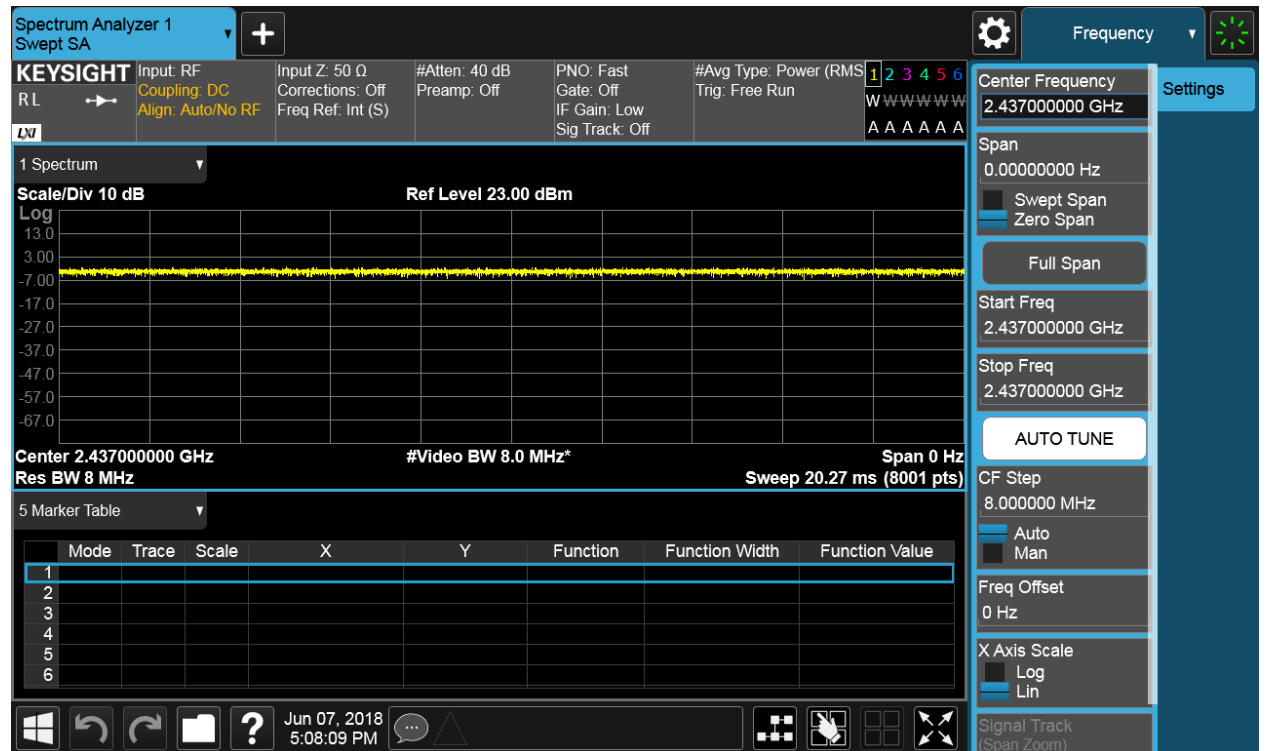 Spectrum Analyzer 1
Swept SA
+
Frequency
KEYSIGHT
RL
LXI
Input: RF
Coupling: DC
Align: Auto/No RF
Input Z: 50 Ω
Corrections: Off
Freq Ref: Int (S)
#Atten: 40 dB
Preamp: Off
PNO: Fast
Gate: Off
IF Gain: Low
Sig Track: Off
#Avg Type: Power (RMS
Trig: Free Run
1 2 3 4 5 6
W W W W W W
A A A A A A
1 Spectrum
Scale/Div 10 dB
Ref Level 23.00 dBm
Log
13.0
3.00
-7.00
-17.0
-27.0
-37.0
-47.0
-57.0
-67.0
Center 2.437000000 GHz
#Video BW 8.0 MHz*
Span 0 Hz
Res BW 8 MHz
Sweep 20.27 ms (8001 pts)
5 Marker Table
Mode Trace Scale X Y Function Function Width Function Value
1
2
3
4
5
6
Center Frequency
2.437000000 GHz
Span
0.00000000 Hz
Swept Span
Zero Span
Full Span
Start Freq
2.437000000 GHz
Stop Freq
2.437000000 GHz
AUTO TUNE
CF Step
8.000000 MHz
Auto
Man
Freq Offset
0 Hz
X Axis Scale
Log
Lin
Signal Track
(Span Zoom)
Settings
?
Jun 07, 2018
5:08:09 PM